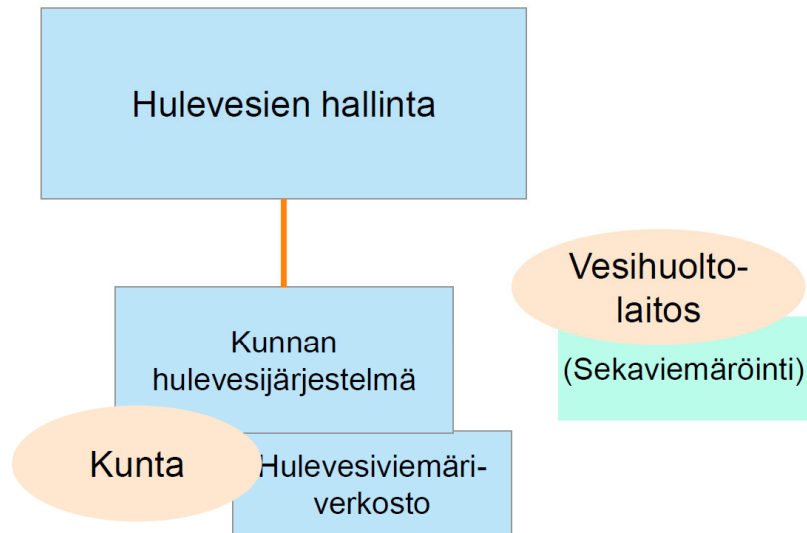 Hulevesien hallinta
Vesihuolto-
laitos
Kunnan
hulevesijärjestelmä
(Sekaviemäröinti)
Kunta
Hulevesiviemäri-
verkosto